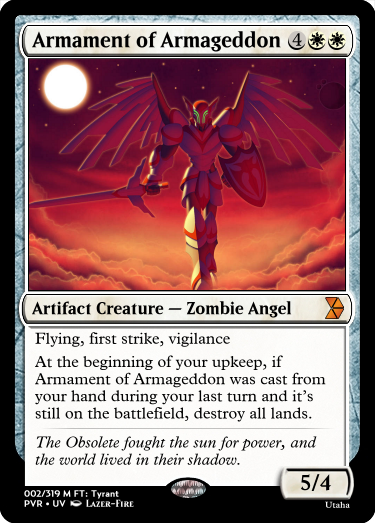 Armament of Armageddon 4
Artifact Creature — Zombie Angel
Flying, first strike, vigilance
At the beginning of your upkeep, if
Armament of Armageddon was cast from
your hand during your last turn and it's
still on the battlefield, destroy all lands.
The Obsolete fought the sun for power, and
the world lived in their shadow.
5/4
002/319 M FT: Tyrant
PVR • UV Lazer-Fire
Utaha